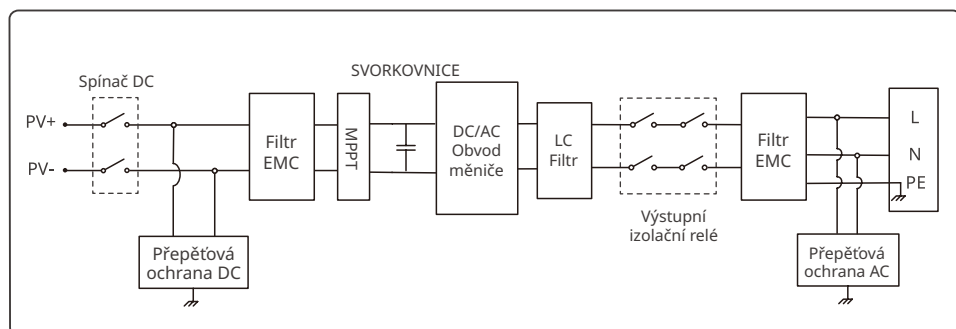 SVORKOVNICE
Spínač DC
PV+
PV-
Filtr
EMC
MPPT
DC/AC
Obvod
měniče
LC
Filtr
Výstupní
izolační relé
Filtr
EMC
L
N
PE
Přepěťová
ochrana DC
Přepěťová
ochrana AC